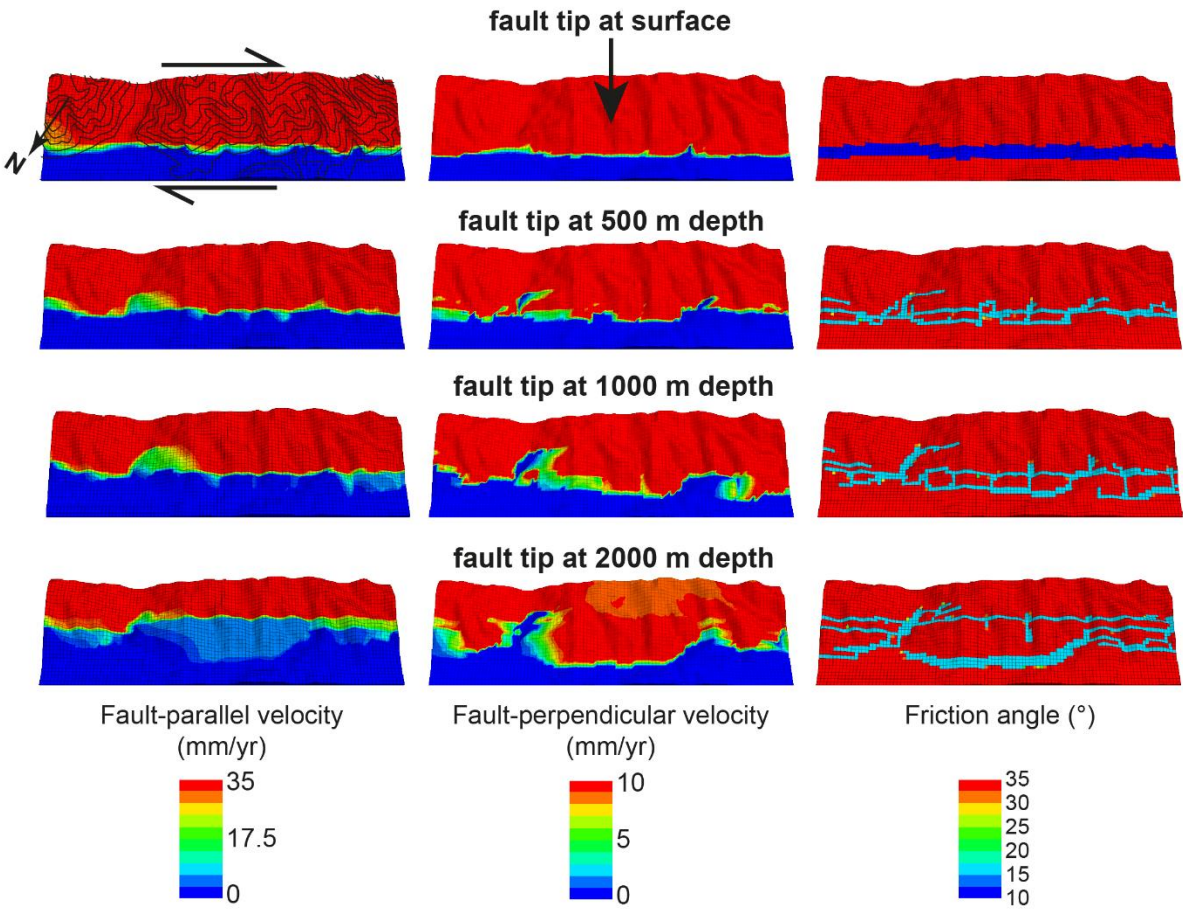 fault tip at surface
N
fault tip at 500 m depth
fault tip at 1000 m depth
fault tip at 2000 m depth
Fault-parallel velocity
(mm/yr)
35
17.5
0
Fault-perpendicular velocity
(mm/yr)
10
5
0
Friction angle (°)
35
30
25
20
15
10